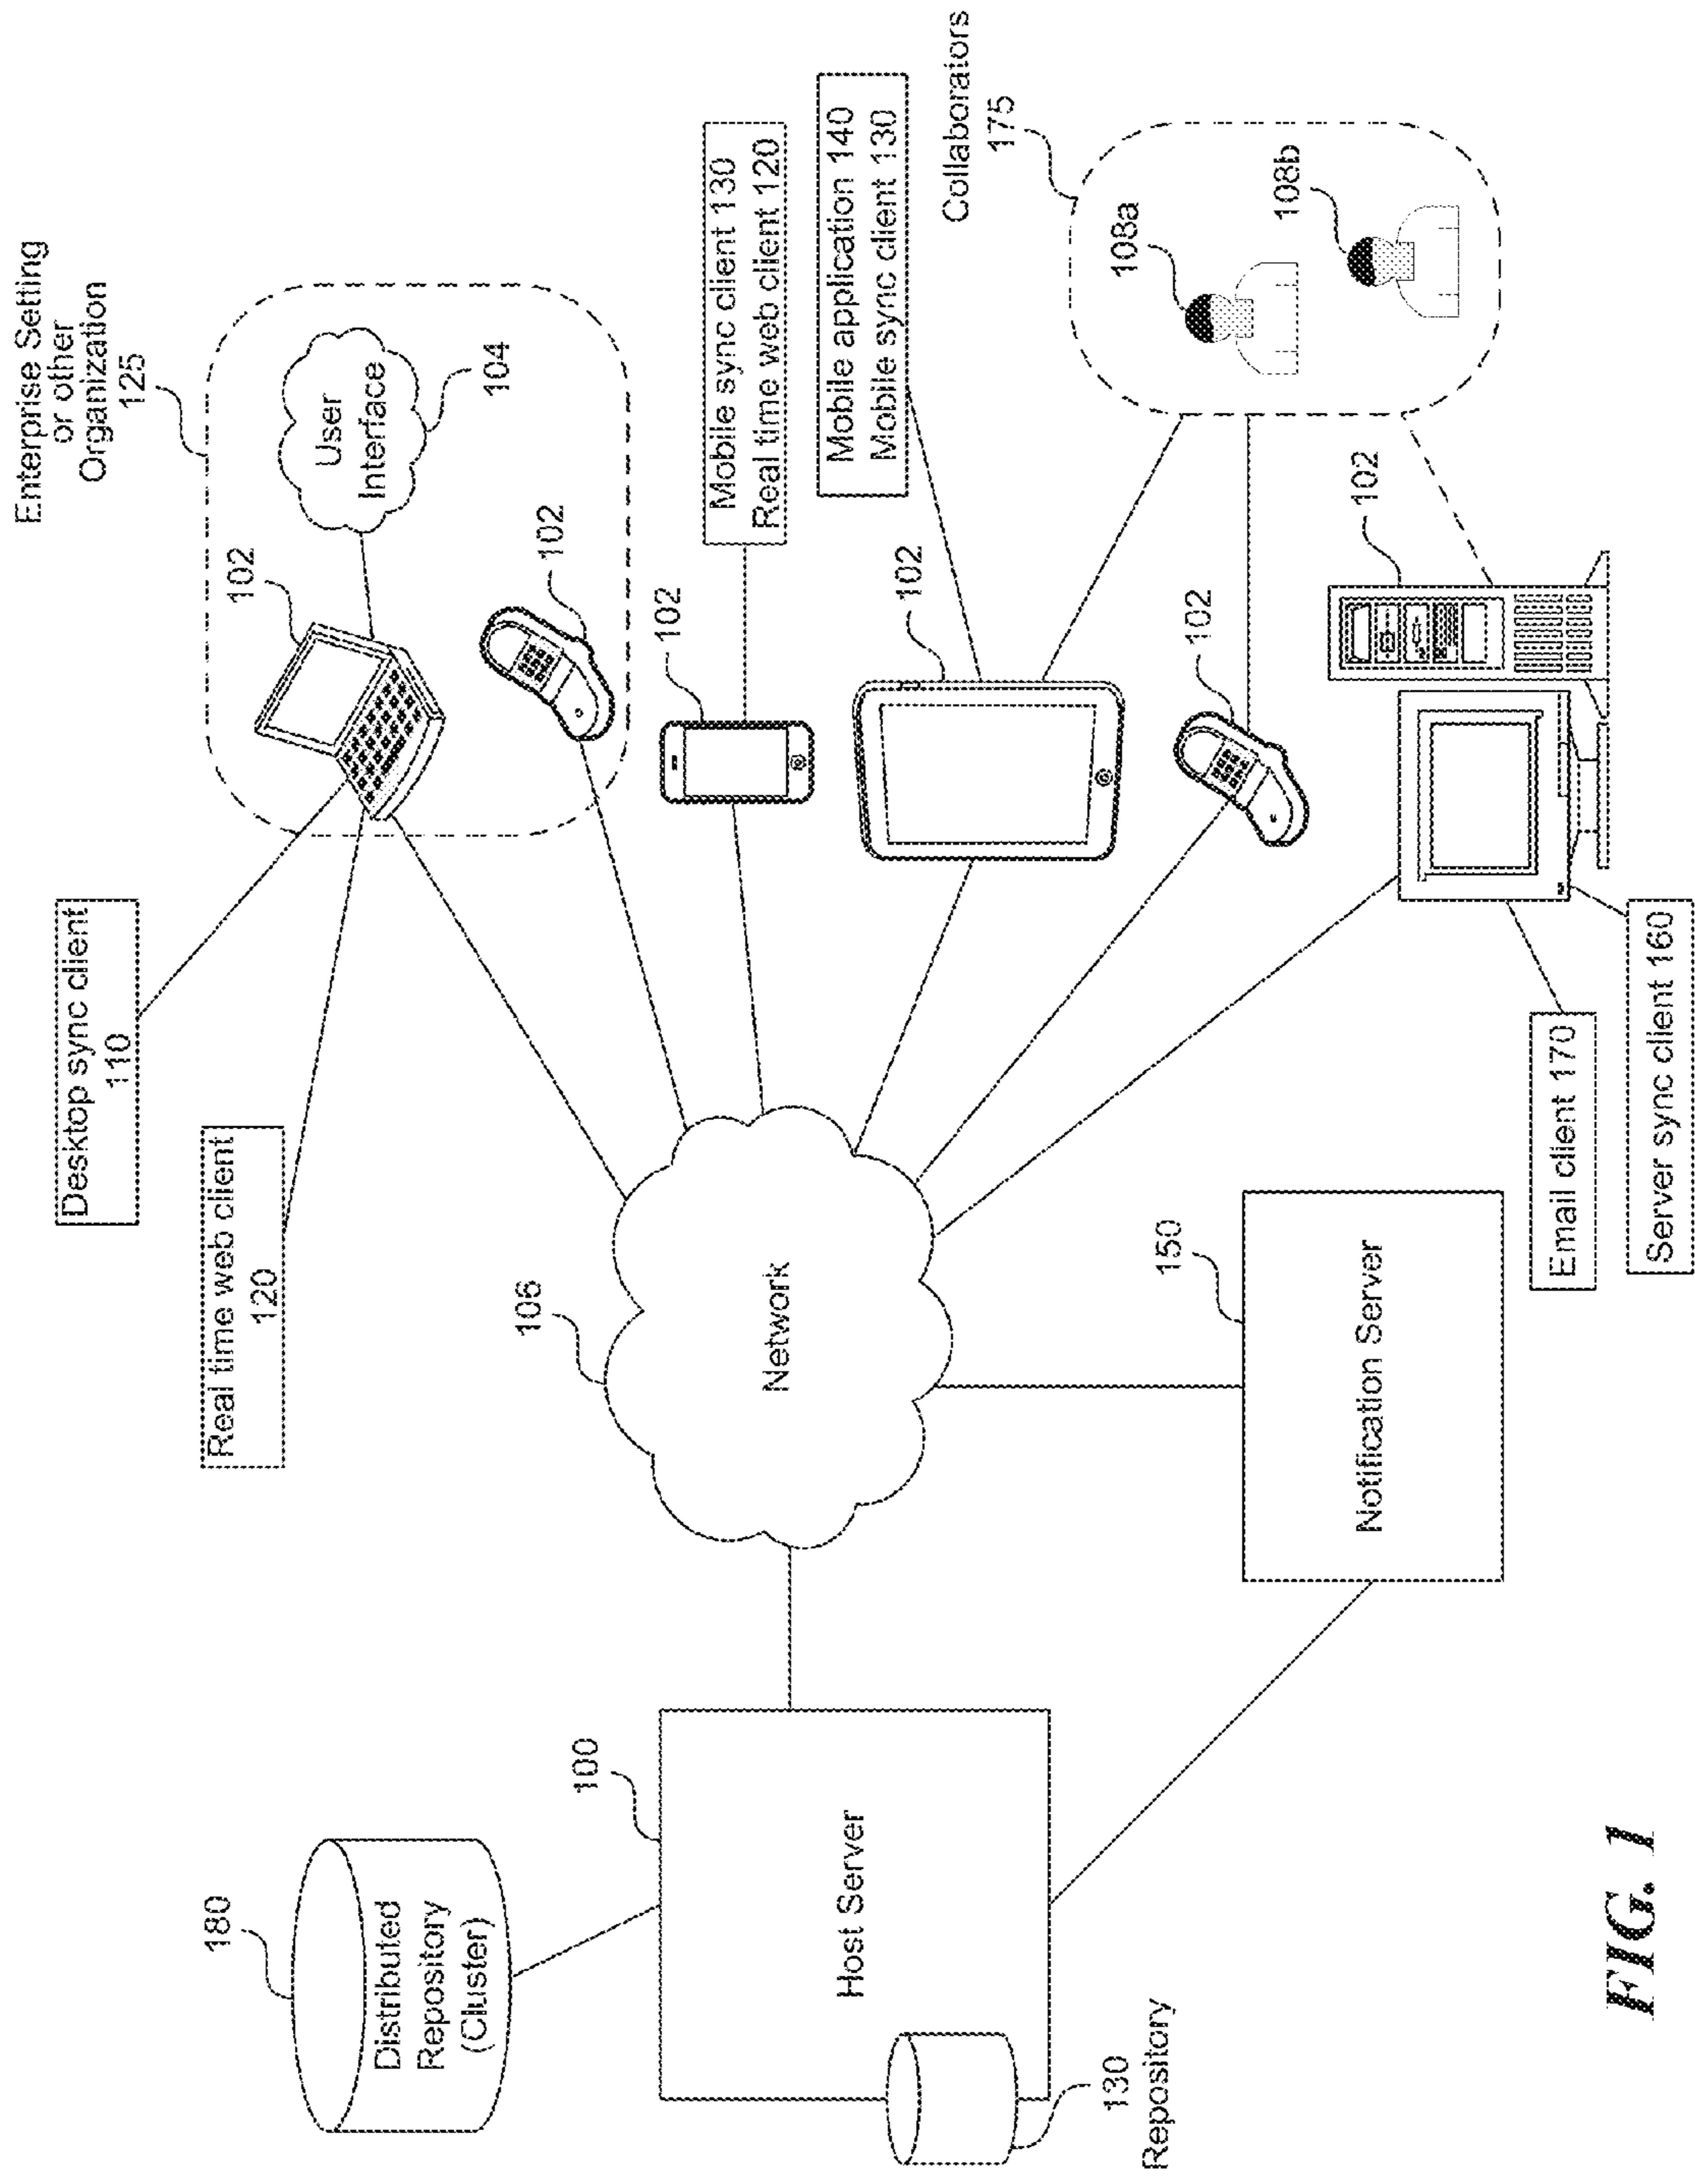 Enterprise Setting
or other
Organization
125
Desktop sync client
110
Real time web client
120
102
User
Interface
104
102
102
Mobile sync client 130
Real time web client 120
102
Mobile application 140
Mobile sync client 130
Collaborators
175
108a
108b
102
102
106
Network
180
Distributed
Repository
(Cluster)
100
Host Server
130
Repository
150
Notification Server
Email client 170
Server sync client 160
FIG. 1